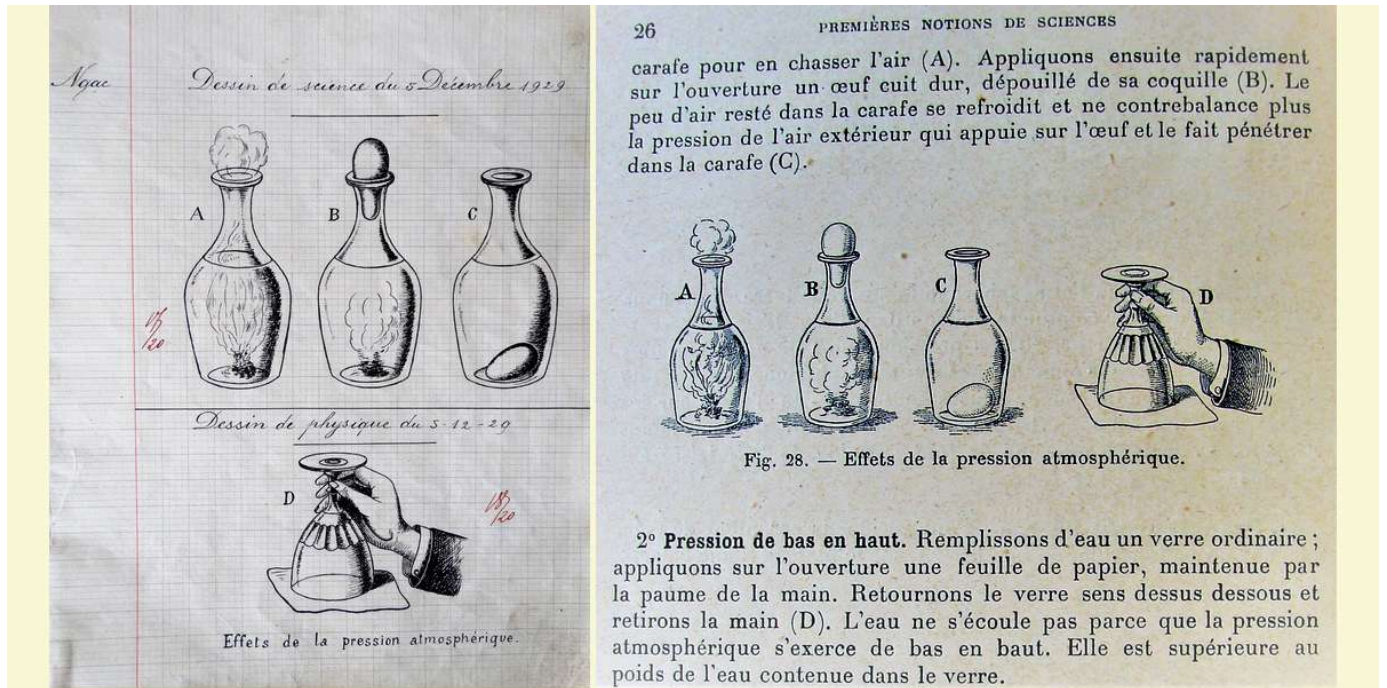 Ngac
Dessin de science du 5 Décembre 1929
A
B
C
/20
Dessin de physique du 5-12-29
D
/20
Effets de la pression atmosphérique.
26
PREMIÈRES NOTIONS DE SCIENCES
carafe pour en chasser l'air (A). Appliquons ensuite rapidement
sur l'ouverture un œuf cuit dur, dépouillé de sa coquille (B). Le
peu d'air resté dans la carafe se refroidit et ne contrebalance plus
la pression de l'air extérieur qui appuie sur l'œuf et le fait pénétrer
dans la carafe (C).
A
B
C
D
Fig. 28. — Effets de la pression atmosphérique.
2º Pression de bas en haut. Remplissons d'eau un verre ordinaire ;
appliquons sur l'ouverture une feuille de papier, maintenue par
la paume de la main. Retournons le verre sens dessus dessous et
retirons la main (D). L'eau ne s'écoule pas parce que la pression
atmosphérique s'exerce de bas en haut. Elle est supérieure au
poids de l'eau contenue dans le verre.